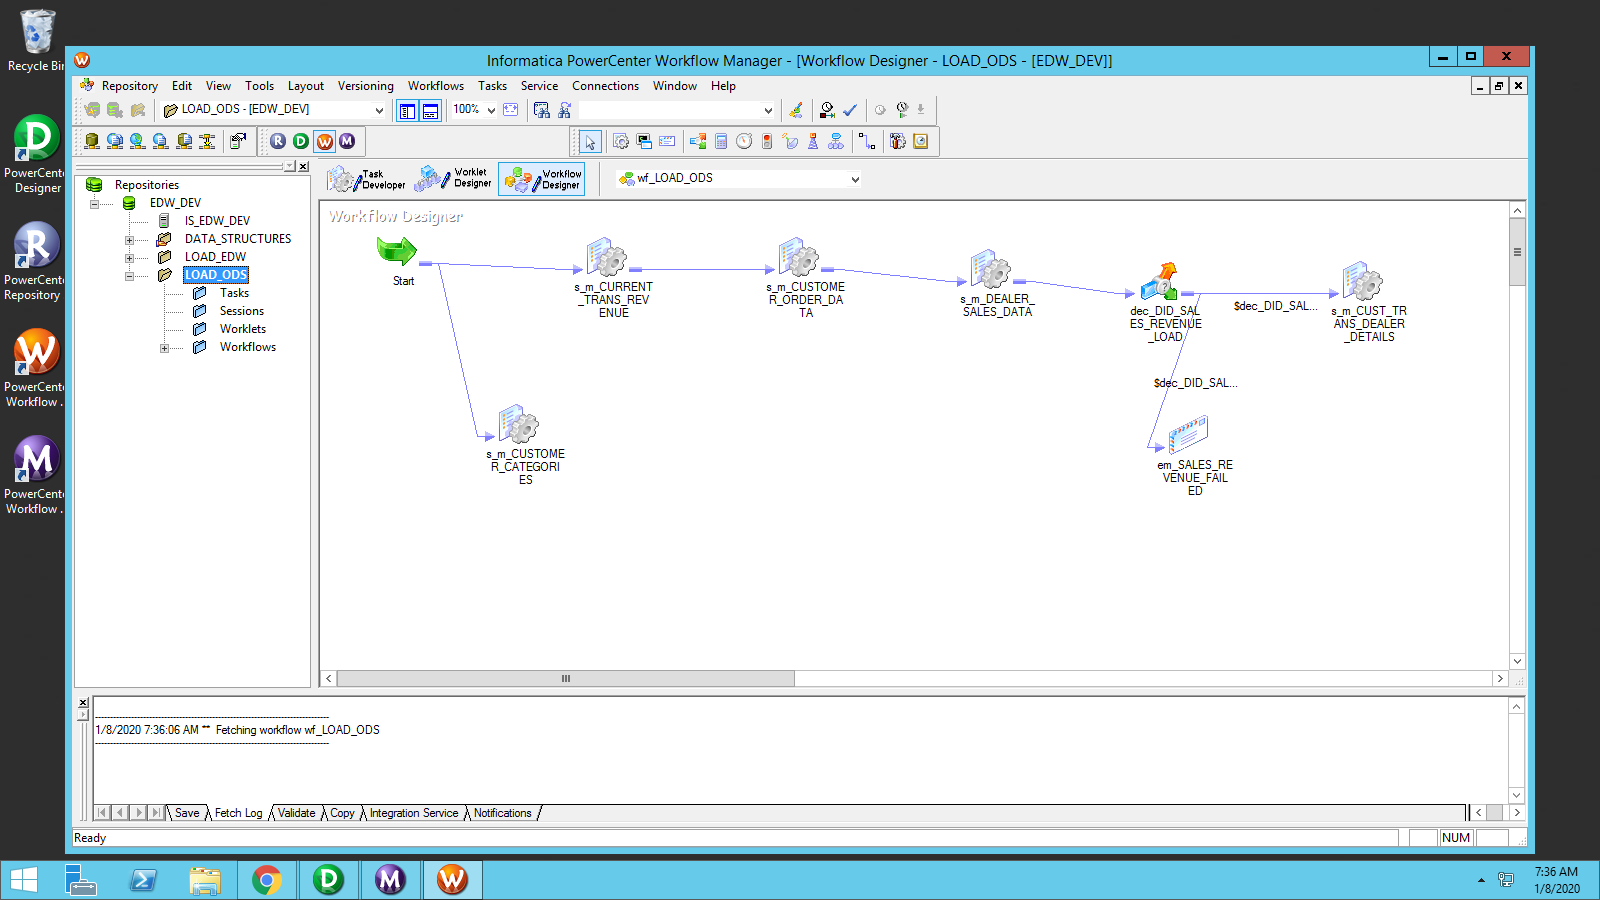 Recycle Bin
Informatica PowerCenter Workflow Manager - [Workflow Designer - LOAD_ODS - [EDW_DEV]]
Repository Edit View Tools Layout Versioning Workflows Tasks Service Connections Window Help
LOAD_ODS - [EDW_DEV]
100%
R D W M
Task Developer
Worklet Designer
Workflow Designer
wf_LOAD_ODS
PowerCente
Designer
PowerCente
Repository
PowerCente
Workflow .
PowerCente
Workflow .
Repositories
EDW_DEV
IS_EDW_DEV
DATA_STRUCTURES
LOAD_EDW
LOAD_ODS
Tasks
Sessions
Worklets
Workflows
Workflow Designer
Start
s_m_CURRENT
_TRANS_REV
ENUE
s_m_CUSTOME
R_ORDER_DA
TA
s_m_DEALER_
SALES_DATA
dec_DID_SAL
ES_REVENUE
_LOAD
$dec_DID_SAL...
s_m_CUST_TR
ANS_DEALER
_DETAILS
$dec_DID_SAL...
s_m_CUSTOME
R_CATEGORI
ES
em_SALES_RE
VENUE_FAIL
ED
1/8/2020 7:36:06 AM ** Fetching workflow wf_LOAD_ODS
Save Fetch Log Validate Copy Integration Service Notifications
Ready
NUM
D M W
7:36 AM
1/8/2020